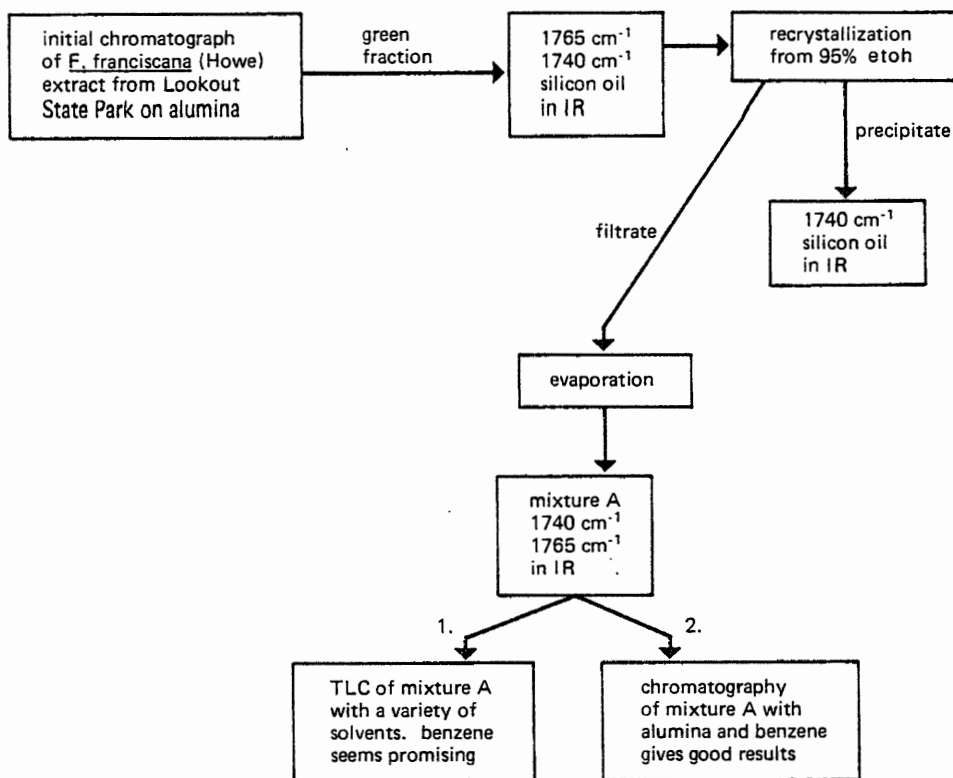 initial chromatograph
of F. franciscana (Howe)
extract from Lookout
State Park on alumina
green
fraction
1765 cm⁻¹
1740 cm⁻¹
silicon oil
in IR
recrystallization
from 95% etoh
precipitate
1740 cm⁻¹
silicon oil
in IR
filtrate
evaporation
mixture A
1740 cm⁻¹
1765 cm⁻¹
in IR
1.
2.
TLC of mixture A
with a variety of
solvents. benzene
seems promising
chromatography
of mixture A with
alumina and benzene
gives good results